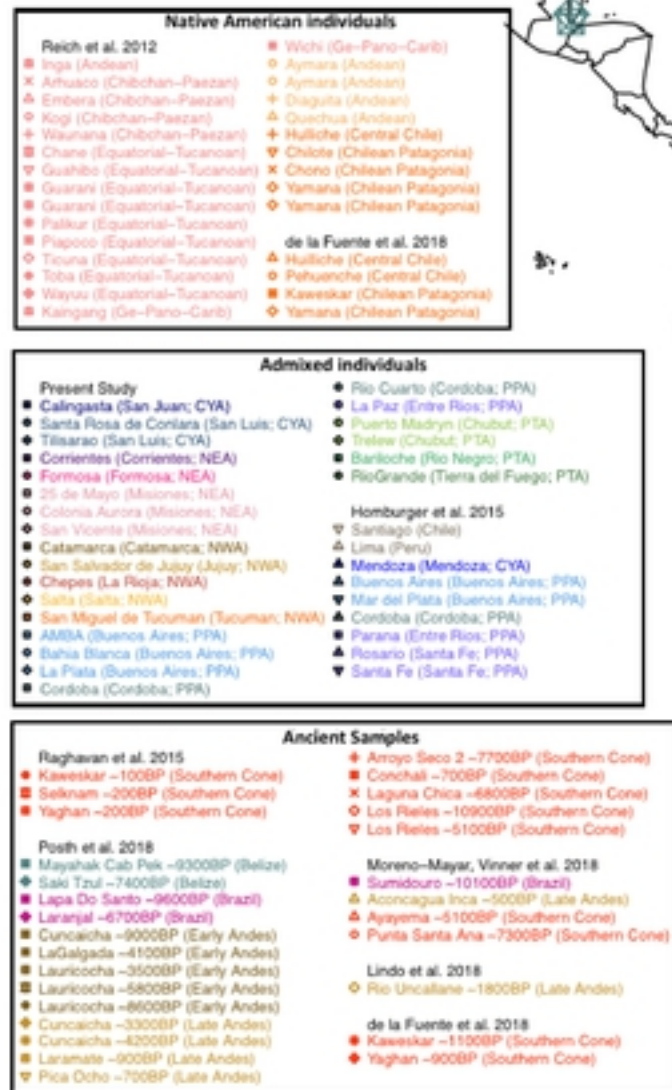 Native American individuals
Reich et al. 2012
Inga (Andean)
Arhuaco (Chibchan−Paezan)
Embera (Chibchan−Paezan)
Kogi (Chibchan−Paezan)
Waunana (Chibchan−Paezan)
Chane (Equatorial−Tucanoan)
Guahibo (Equatorial−Tucanoan)
Guarani (Equatorial−Tucanoan)
Guarani (Equatorial−Tucanoan)
Palikur (Equatorial−Tucanoan)
Piapoco (Equatorial−Tucanoan)
Ticuna (Equatorial−Tucanoan)
Toba (Equatorial−Tucanoan)
Wayuu (Equatorial−Tucanoan)
Kaingang (Ge−Pano−Carib)
Wichi (Ge−Pano−Carib)
Aymara (Andean)
Aymara (Andean)
Diaguita (Andean)
Quechua (Andean)
Huilliche (Central Chile)
Chilote (Chilean Patagonia)
Chono (Chilean Patagonia)
Yamana (Chilean Patagonia)
Yamana (Chilean Patagonia)
de la Fuente et al. 2018
Huilliche (Central Chile)
Pehuenche (Central Chile)
Kaweskar (Chilean Patagonia)
Yamana (Chilean Patagonia)
Admixed individuals
Present Study
Calingasta (San Juan; CYA)
Santa Rosa de Conlara (San Luis; CYA)
Tilisarao (San Luis; CYA)
Corrientes (Corrientes; NEA)
Formosa (Formosa; NEA)
25 de Mayo (Misiones; NEA)
Colonia Aurora (Misiones; NEA)
San Vicente (Misiones; NEA)
Catamarca (Catamarca; NWA)
San Salvador de Jujuy (Jujuy; NWA)
Chepes (La Rioja; NWA)
Salta (Salta; NWA)
San Miguel de Tucuman (Tucuman; NWA)
AMBA (Buenos Aires; PPA)
Bahia Blanca (Buenos Aires; PPA)
La Plata (Buenos Aires; PPA)
Cordoba (Cordoba; PPA)
Rio Cuarto (Cordoba; PPA)
La Paz (Entre Rios; PPA)
Puerto Madryn (Chubut; PTA)
Trelew (Chubut; PTA)
Bariloche (Rio Negro; PTA)
RioGrande (Tierra del Fuego; PTA)
Homburger et al. 2015
Santiago (Chile)
Lima (Peru)
Mendoza (Mendoza; CYA)
Buenos Aires (Buenos Aires; PPA)
Mar del Plata (Buenos Aires; PPA)
Cordoba (Cordoba; PPA)
Parana (Entre Rios; PPA)
Rosario (Santa Fe; PPA)
Santa Fe (Santa Fe; PPA)
Ancient Samples
Raghavan et al. 2015
Kaweskar ~100BP (Southern Cone)
Selknam ~200BP (Southern Cone)
Yaghan ~200BP (Southern Cone)
Posth et al. 2018
Mayahak Cab Pek ~9300BP (Belize)
Saki Tzul ~7400BP (Belize)
Lapa Do Santo ~9600BP (Brazil)
Laranjal ~6700BP (Brazil)
Cuncaicha ~9000BP (Early Andes)
LaGalgada ~4100BP (Early Andes)
Lauricocha ~3500BP (Early Andes)
Lauricocha ~5800BP (Early Andes)
Lauricocha ~8600BP (Early Andes)
Cuncaicha ~3300BP (Late Andes)
Cuncaicha ~4200BP (Late Andes)
Laramate ~900BP (Late Andes)
Pica Ocho ~700BP (Late Andes)
Arroyo Seco 2 ~7700BP (Southern Cone)
Conchali ~700BP (Southern Cone)
Laguna Chica ~6800BP (Southern Cone)
Los Rieles ~10900BP (Southern Cone)
Los Rieles ~5100BP (Southern Cone)
Moreno−Mayar, Vinner et al. 2018
Sumidouro ~10100BP (Brazil)
Aconcagua Inca ~500BP (Late Andes)
Ayayema ~5100BP (Southern Cone)
Punta Santa Ana ~7300BP (Southern Cone)
Lindo et al. 2018
Rio Uncallane ~1800BP (Late Andes)
de la Fuente et al. 2018
Kaweskar ~1100BP (Southern Cone)
Yaghan ~900BP (Southern Cone)